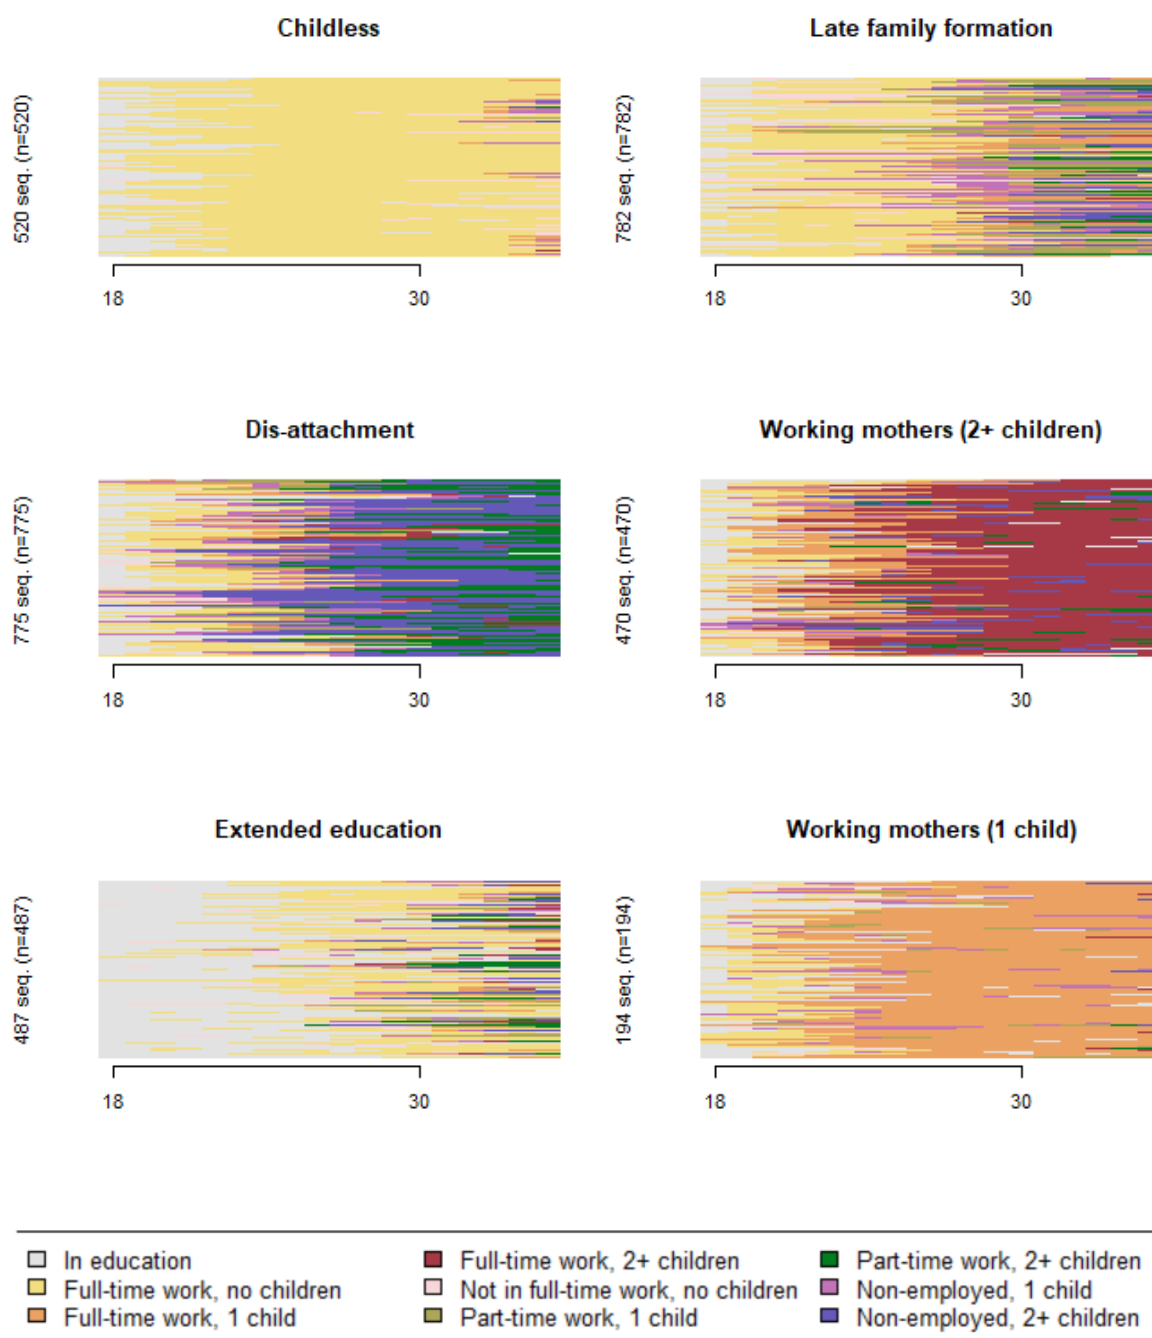 Childless
Late family formation
520 seq. (n=520)
782 seq. (n=782)
18 30
18 30
Dis-attachment
Working mothers (2+ children)
775 seq. (n=775)
470 seq. (n=470)
18 30
18 30
Extended education
Working mothers (1 child)
487 seq. (n=487)
194 seq. (n=194)
18 30
18 30
In education
Full-time work, no children
Full-time work, 1 child
Full-time work, 2+ children
Not in full-time work, no children
Part-time work, 1 child
Part-time work, 2+ children
Non-employed, 1 child
Non-employed, 2+ children